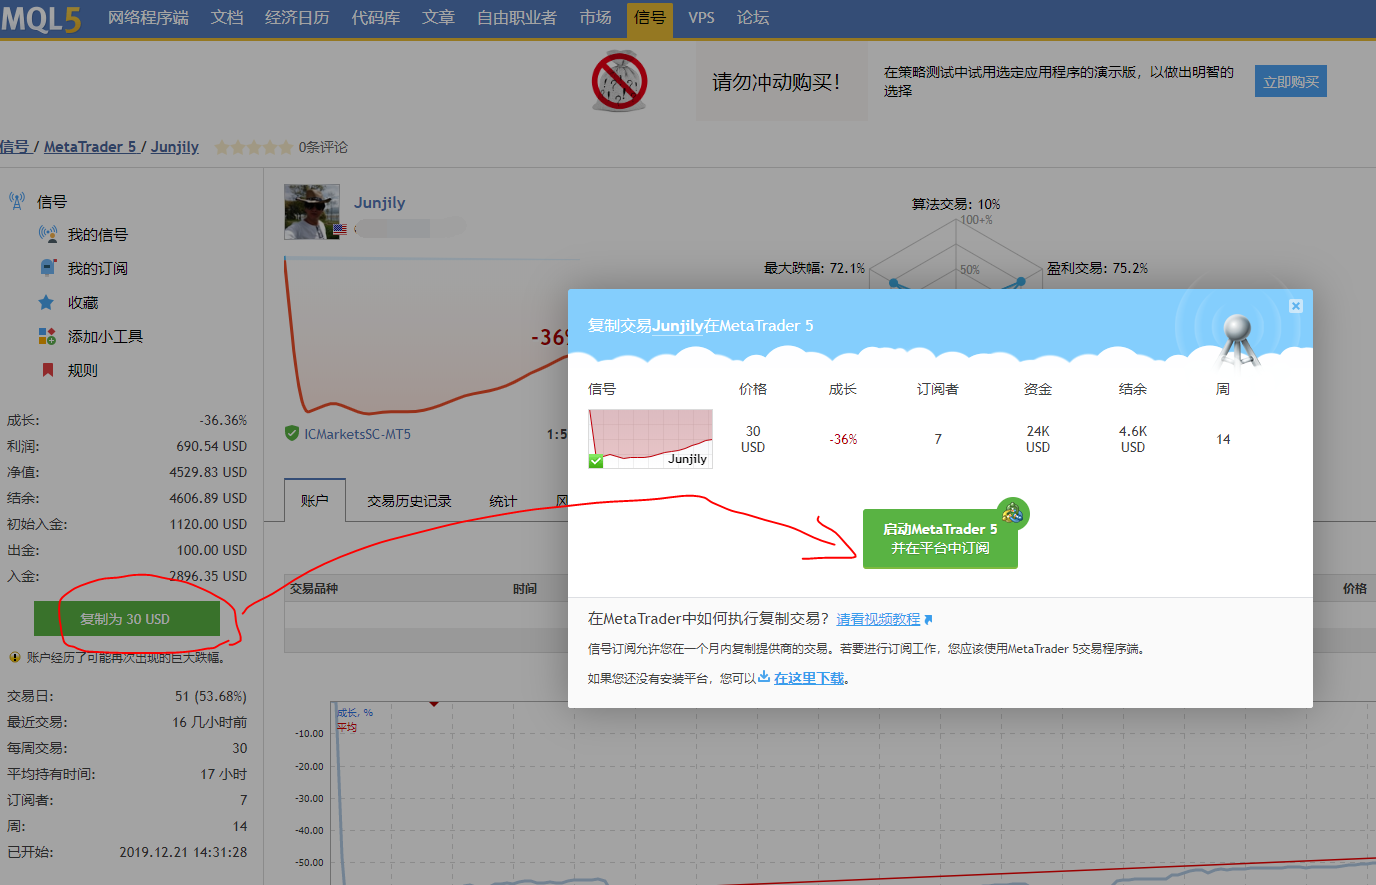 MQL5 网络程序端 文档 经济日历 代码库 文章 自由职业者 市场 信号 VPS 论坛
请勿冲动购买！
在策略测试中试用选定应用程序的演示版，以做出明智的
选择
立即购买
信号 / MetaTrader 5 / Junjily 0条评论
信号
我的信号
我的订阅
收藏
添加小工具
规则
成长: -36.36%
利润: 690.54 USD
净值: 4529.83 USD
结余: 4606.89 USD
初始入金: 1120.00 USD
出金: 100.00 USD
入金: 2896.35 USD
复制为 30 USD
账户经历了可能再次出现的巨大跌幅。
交易日: 51 (53.68%)
最近交易: 16 几小时前
每周交易: 30
平均持有时间: 17 小时
订阅者: 7
周: 14
已开始: 2019.12.21 14:31:28
Junjily
-36%
ICMarketsSC-MT5 1:5
算法交易: 10%
100+%
最大跌幅: 72.1%
50%
盈利交易: 75.2%
账户 交易历史记录 统计 风
交易品种 时间 价格
成长, %
平均
-10.00
-20.00
-30.00
-40.00
-50.00
复制交易Junjily在MetaTrader 5
信号 价格 成长 订阅者 资金 结余 周
Junjily
30
USD
-36%
7
24K
USD
4.6K
USD
14
启动MetaTrader 5
并在平台中订阅
在MetaTrader中如何执行复制交易？ 请看视频教程
信号订阅允许您在一个月内复制提供商的交易。若要进行订阅工作，您应该使用MetaTrader 5交易程序端。
如果您还没有安装平台，您可以 在这里下载。